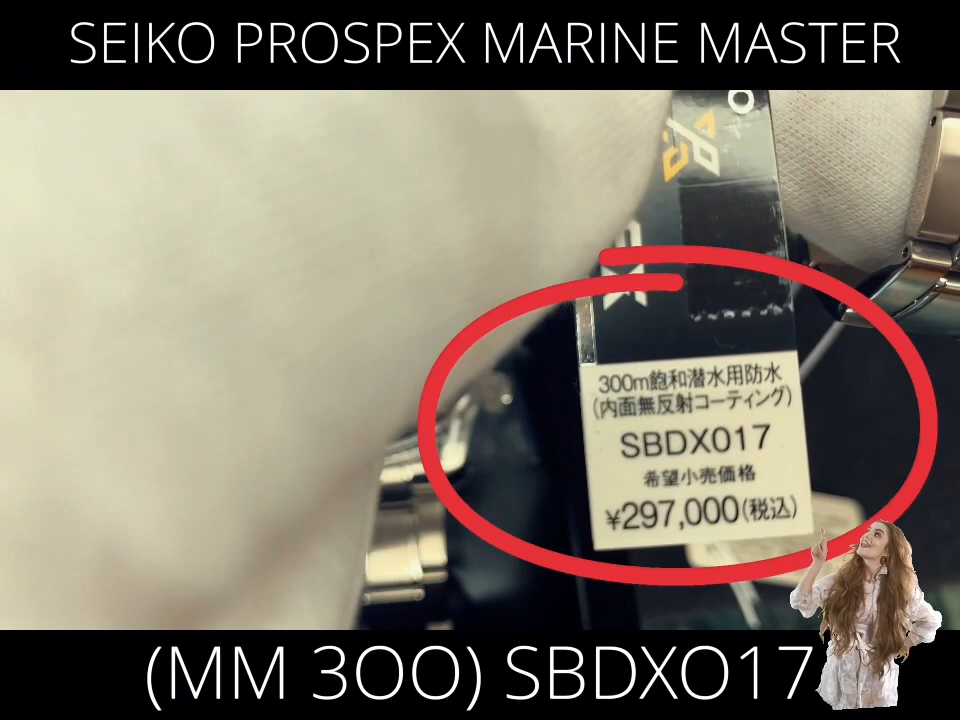 SEIKO PROSPEX MARINE MASTER
300m飽和潜水用防水
(内面無反射コーティング)
SBDX017
希望小売価格
¥297,000(税込)
(MM 300) SBDX017